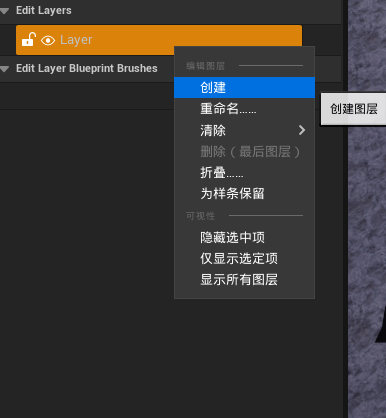 Edit Layers
Layer
Edit Layer Blueprint Brushes
编辑图层
创建
创建图层
重命名……
清除
删除（最后图层）
折叠……
为样条保留
可视性
隐藏选中项
仅显示选定项
显示所有图层